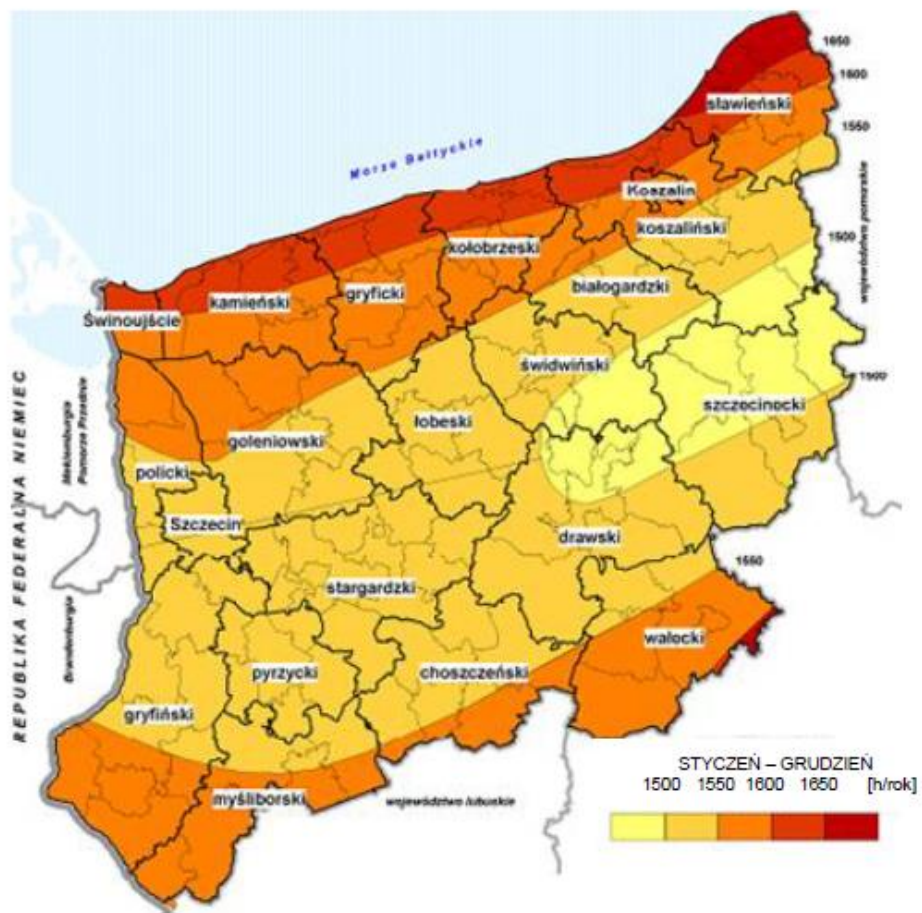 1650
1600
sławieński
1550
Morze Bałtyckie
Koszalin
województwo pomorskie
koszaliński
1500
kołobrzeski
białogardzki
kamieński
gryficki
Świnoujście
świdwiński
1500
szczecinecki
REPUBLIKA FEDERALNA NIEMIEC
Meklemburgia
Pomorze Przednie
łobeski
goleniowski
policki
Szczecin
drawski
1550
stargardzki
Brandenburgia
wałecki
pyrzycki
choszczeński
gryfiński
STYCZEŃ – GRUDZIEŃ
1500 1550 1600 1650 [h/rok]
myśliborski
województwo lubuskie